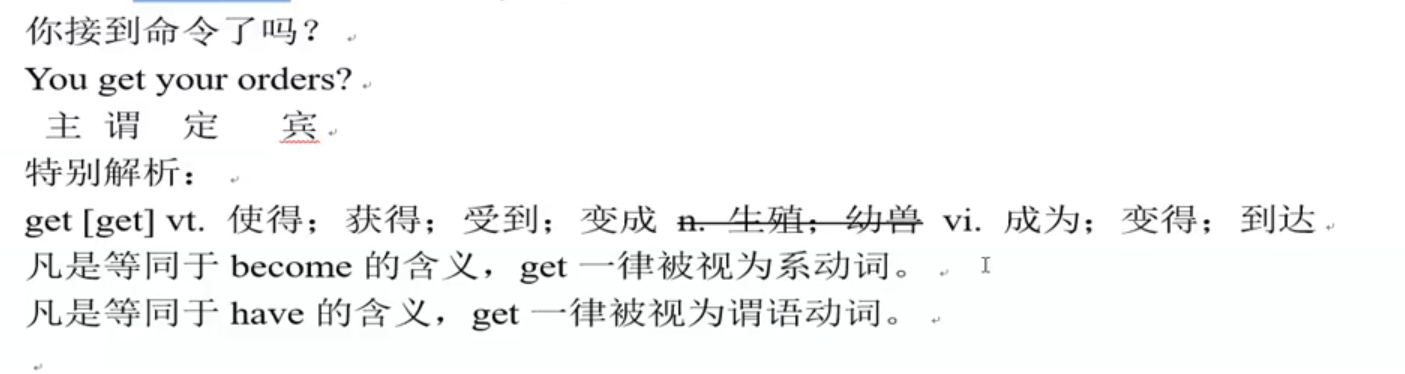 你接到命令了吗？
You get your orders?
主 谓 定 宾
特别解析：
get [get] vt. 使得；获得；受到；变成 n. 生殖；幼兽 vi. 成为；变得；到达
凡是等同于 become 的含义，get 一律被视为系动词。
凡是等同于 have 的含义，get 一律被视为谓语动词。